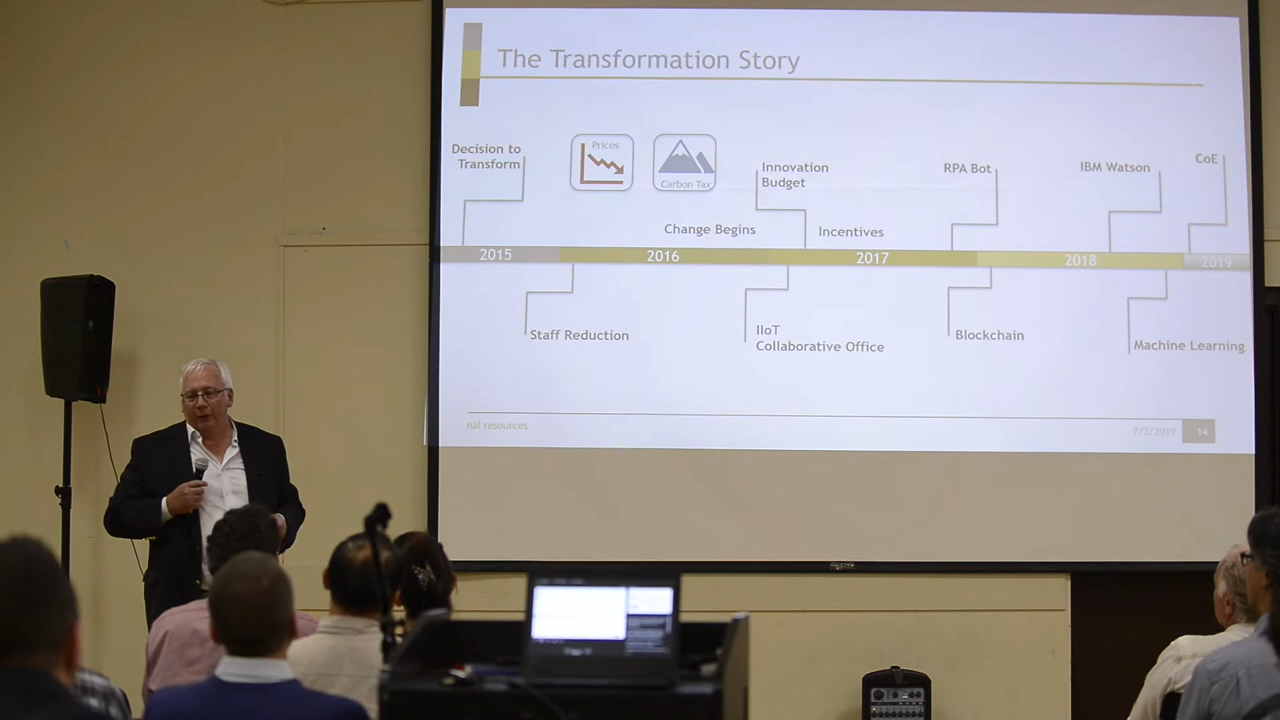 The Transformation Story
Decision to
Transform
Prices
Carbon Tax
Innovation
Budget
RPA Bot
IBM Watson
CoE
Change Begins
Incentives
2015
2016
2017
2018
2019
Staff Reduction
IIoT
Collaborative Office
Blockchain
Machine Learning
nal resources
7/2/2019
14